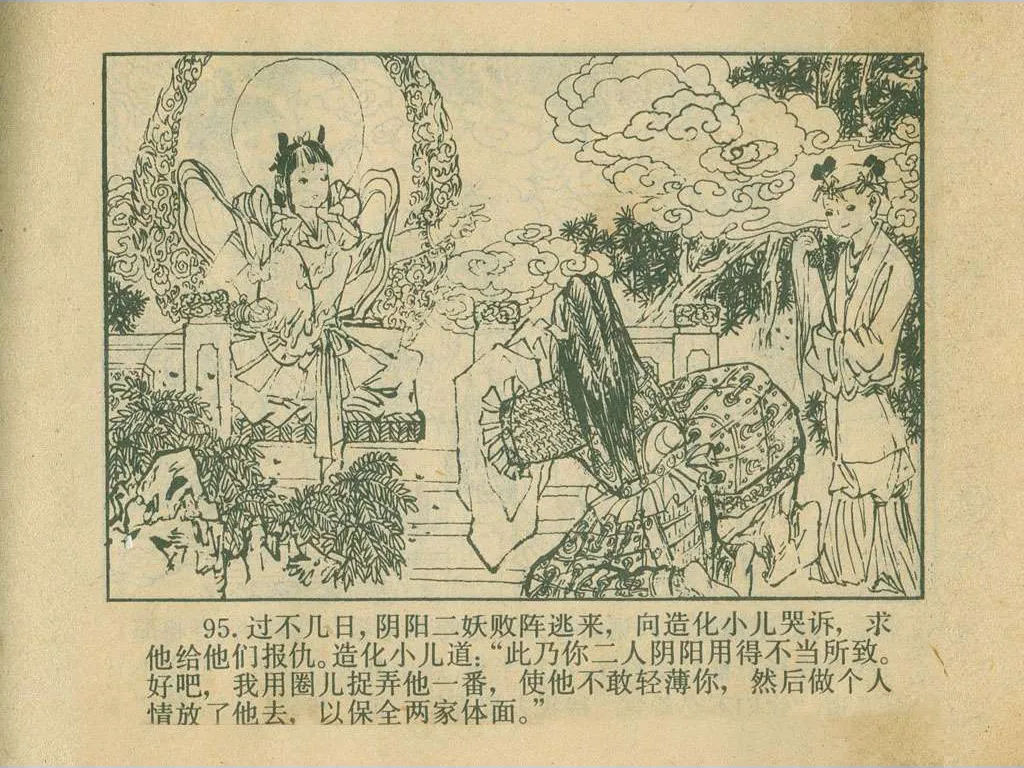 95. 过不几日，阴阳二妖败阵逃来，向造化小儿哭诉，求
他给他们报仇。造化小儿道：“此乃你二人阴阳用得不当所致。
好吧，我用圈儿捉弄他一番，使他不敢轻薄你，然后做个人
情放了他去，以保全两家体面。”